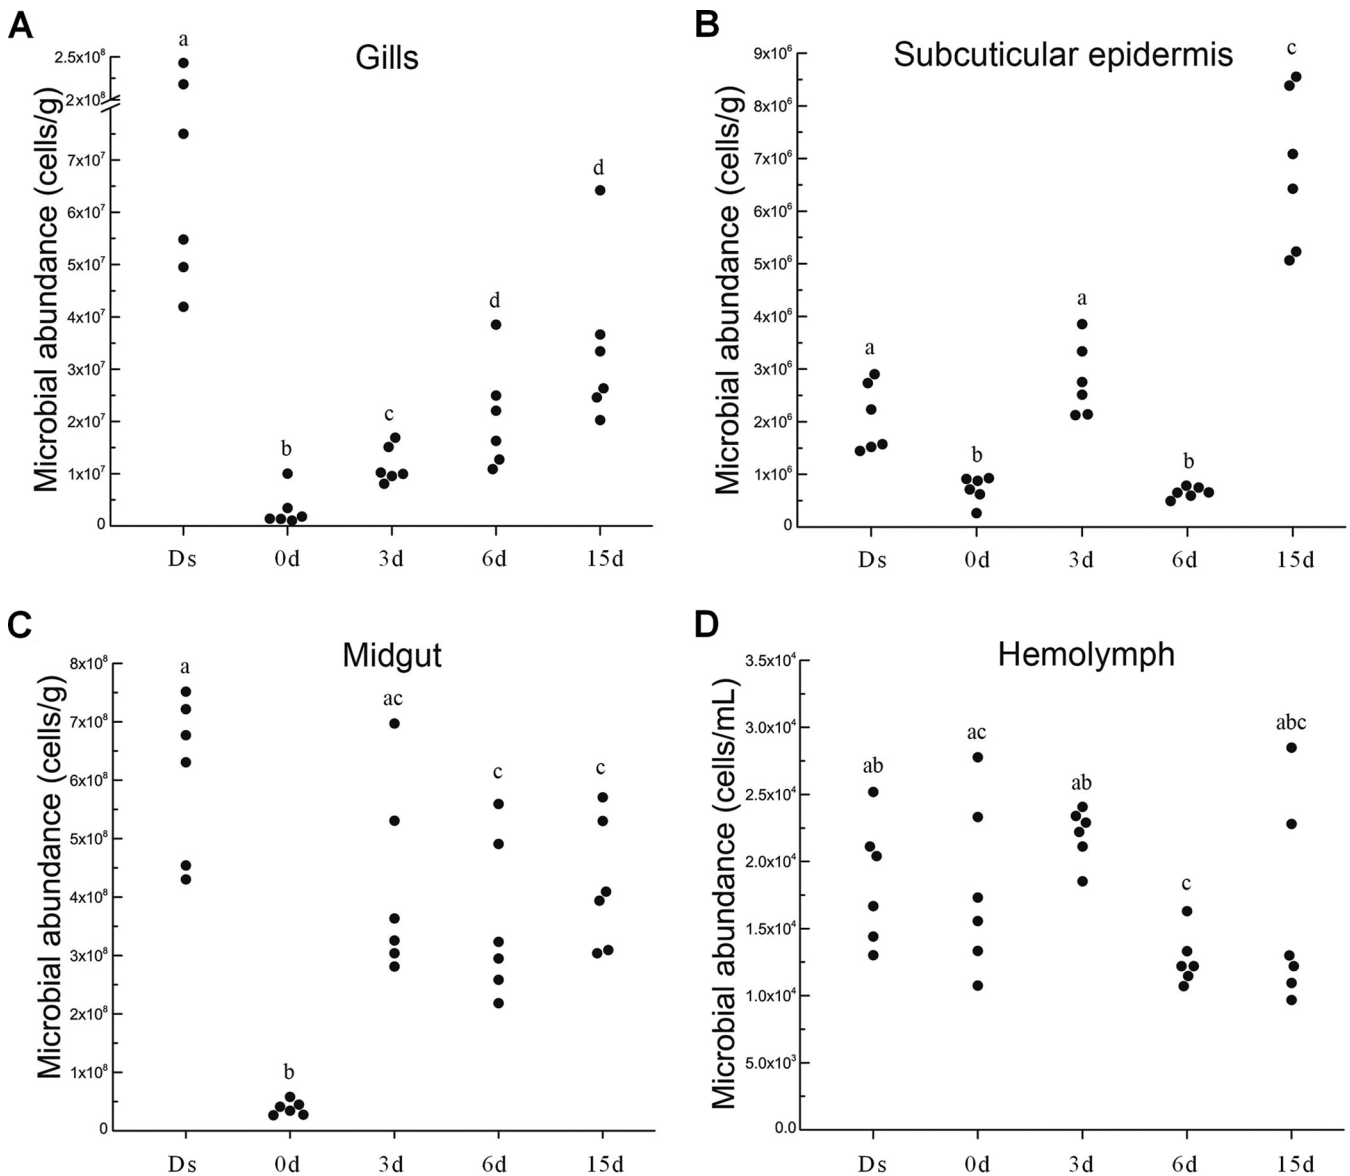 A
Gills
Microbial abundance (cells/g)
2.5x10⁸
2x10⁸
7x10⁷
6x10⁷
5x10⁷
4x10⁷
3x10⁷
2x10⁷
1x10⁷
0
a
b
c
d
d
Ds 0d 3d 6d 15d
B
Subcuticular epidermis
Microbial abundance (cells/g)
9x10⁶
8x10⁶
7x10⁶
6x10⁶
5x10⁶
4x10⁶
3x10⁶
2x10⁶
1x10⁶
0
a
b
a
b
c
Ds 0d 3d 6d 15d
C
Midgut
Microbial abundance (cells/g)
8x10⁸
7x10⁸
6x10⁸
5x10⁸
4x10⁸
3x10⁸
2x10⁸
1x10⁸
0
a
b
ac
c
c
Ds 0d 3d 6d 15d
D
Hemolymph
Microbial abundance (cells/mL)
3.5x10⁴
3.0x10⁴
2.5x10⁴
2.0x10⁴
1.5x10⁴
1.0x10⁴
5.0x10³
0.0
ab
ac
ab
c
abc
Ds 0d 3d 6d 15d